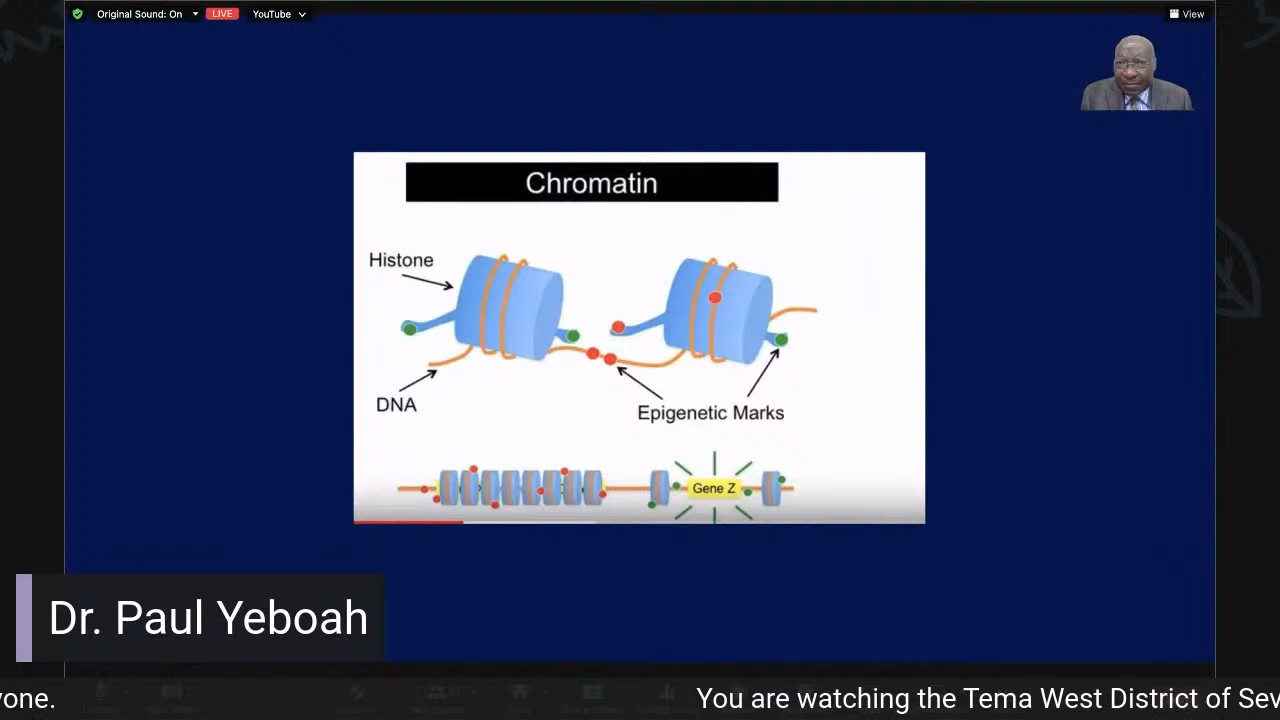 Original Sound: On LIVE YouTube View
Chromatin
Histone
DNA
Epigenetic Marks
Gene Z
Dr. Paul Yeboah
yone. You are watching the Tema West District of Sev